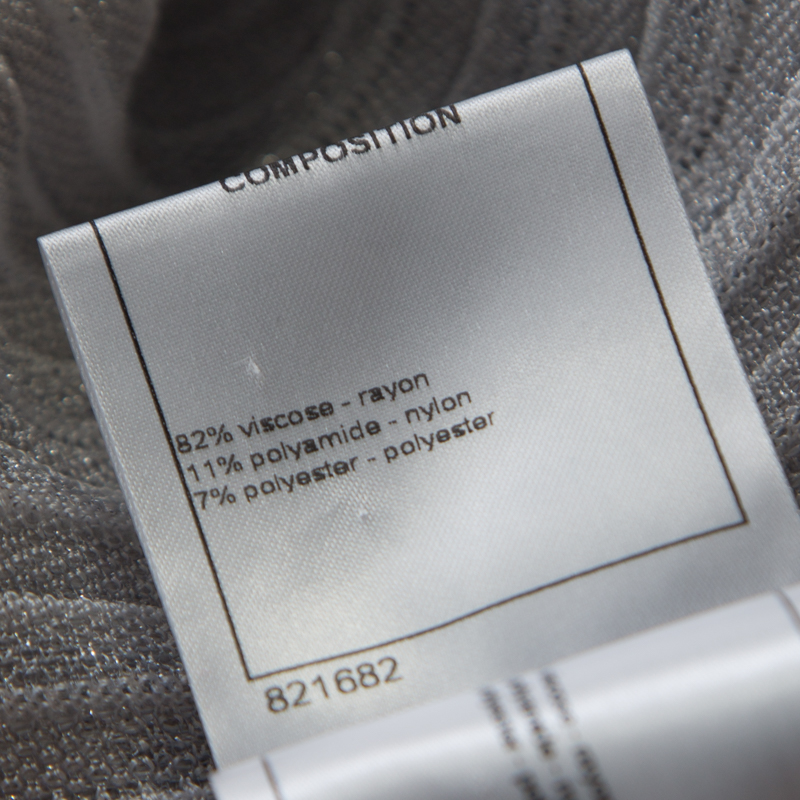 COMPOSITION
82% viscose - rayon
11% polyamide - nylon
7% polyester - polyester
821682